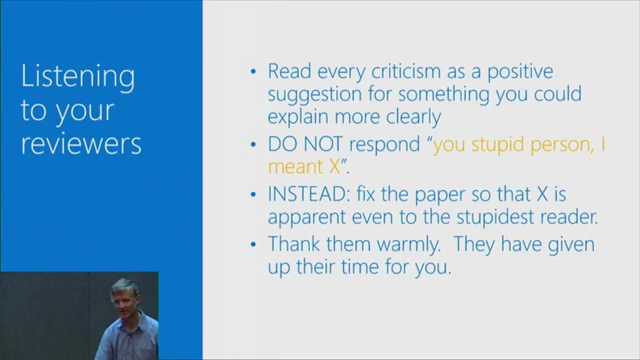 Listening
to your
reviewers
• Read every criticism as a positive
suggestion for something you could
explain more clearly
• DO NOT respond “you stupid person, I
meant X”.
• INSTEAD: fix the paper so that X is
apparent even to the stupidest reader.
• Thank them warmly.  They have given
up their time for you.